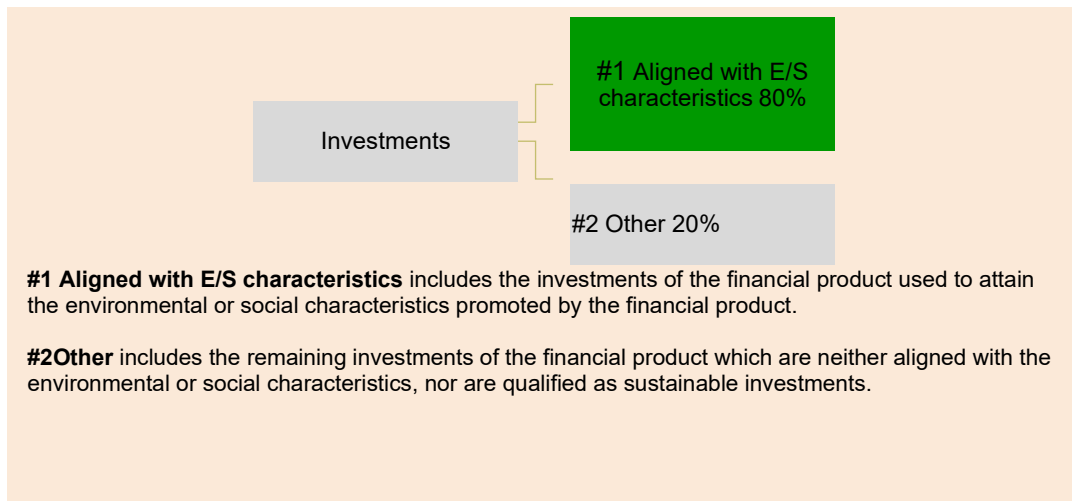 #1 Aligned with E/S
characteristics 80%
Investments
#2 Other 20%
#1 Aligned with E/S characteristics includes the investments of the financial product used to attain
the environmental or social characteristics promoted by the financial product.
#2Other includes the remaining investments of the financial product which are neither aligned with the
environmental or social characteristics, nor are qualified as sustainable investments.